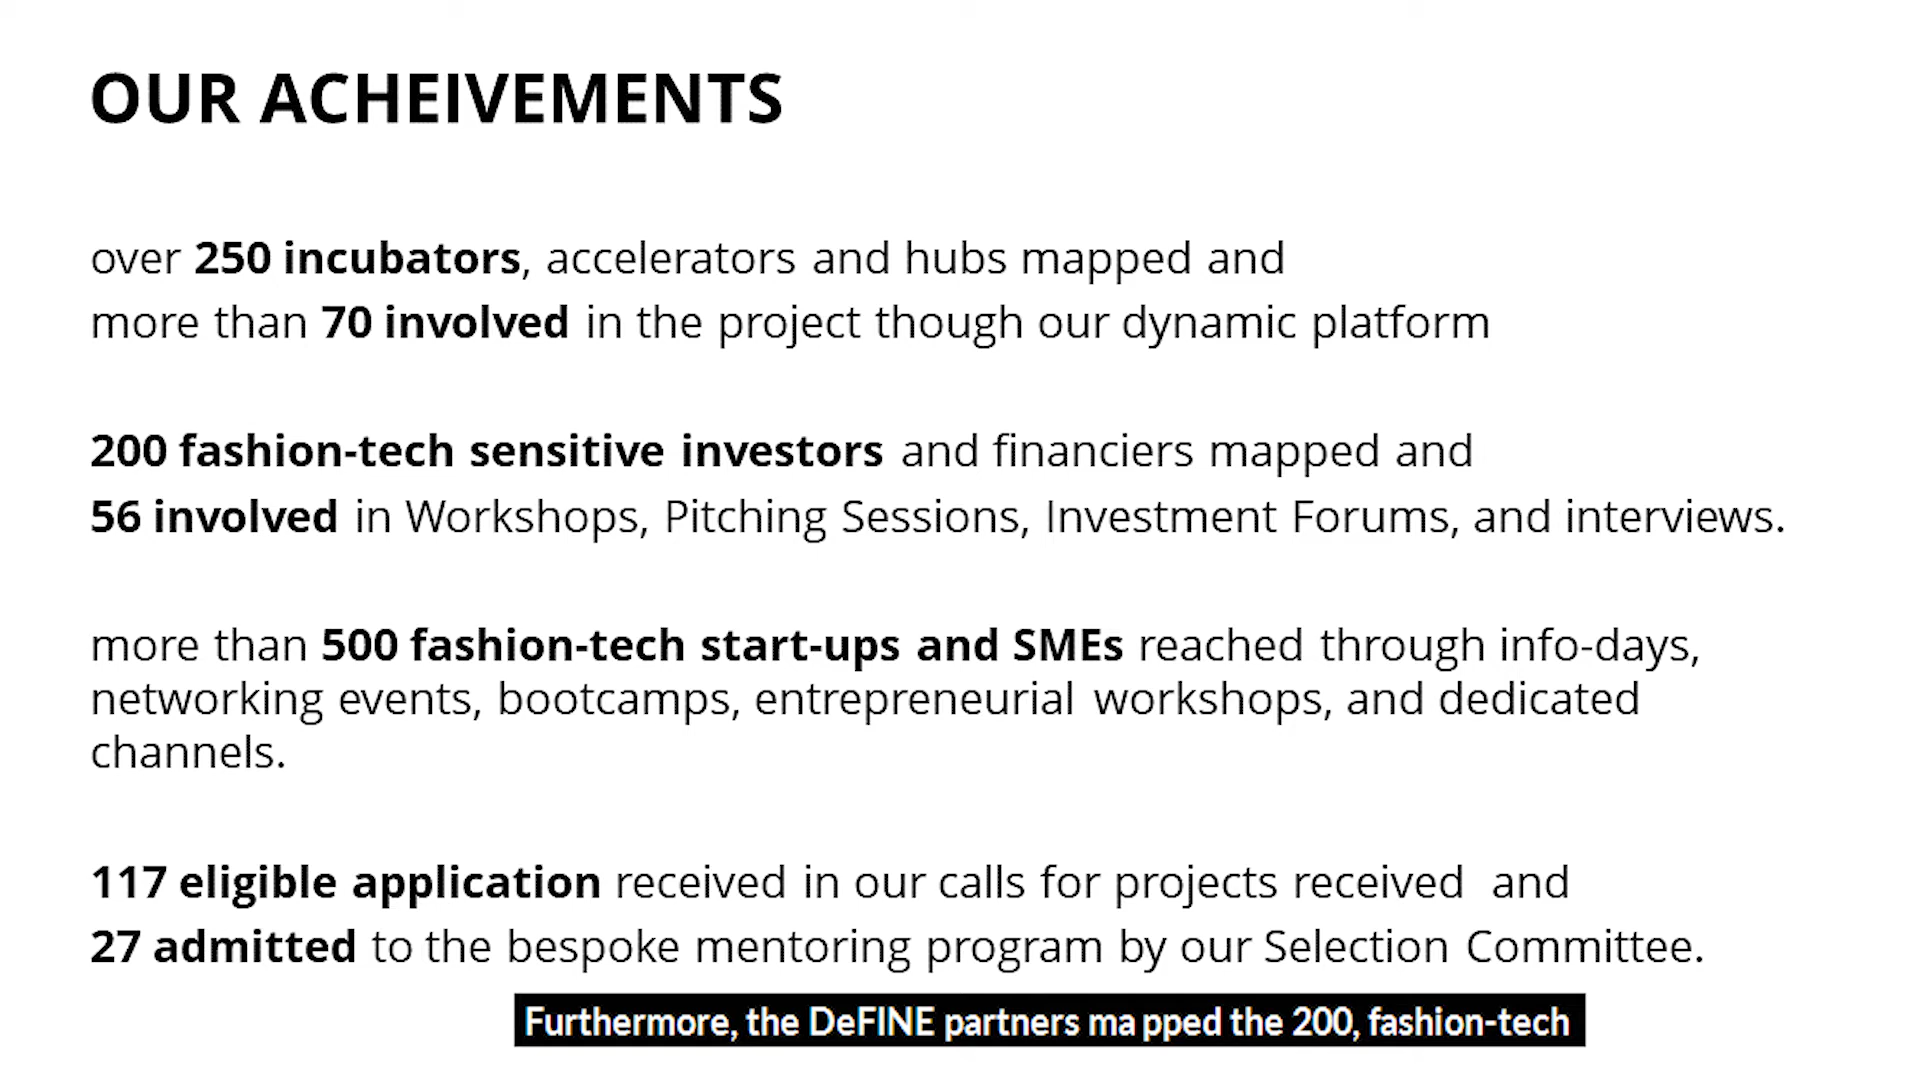 OUR ACHEIVEMENTS
over 250 incubators, accelerators and hubs mapped and
more than 70 involved in the project though our dynamic platform
200 fashion-tech sensitive investors and financiers mapped and
56 involved in Workshops, Pitching Sessions, Investment Forums, and interviews.
more than 500 fashion-tech start-ups and SMEs reached through info-days,
networking events, bootcamps, entrepreneurial workshops, and dedicated
channels.
117 eligible application received in our calls for projects received and
27 admitted to the bespoke mentoring program by our Selection Committee.
Furthermore, the DeFINE partners mapped the 200, fashion-tech